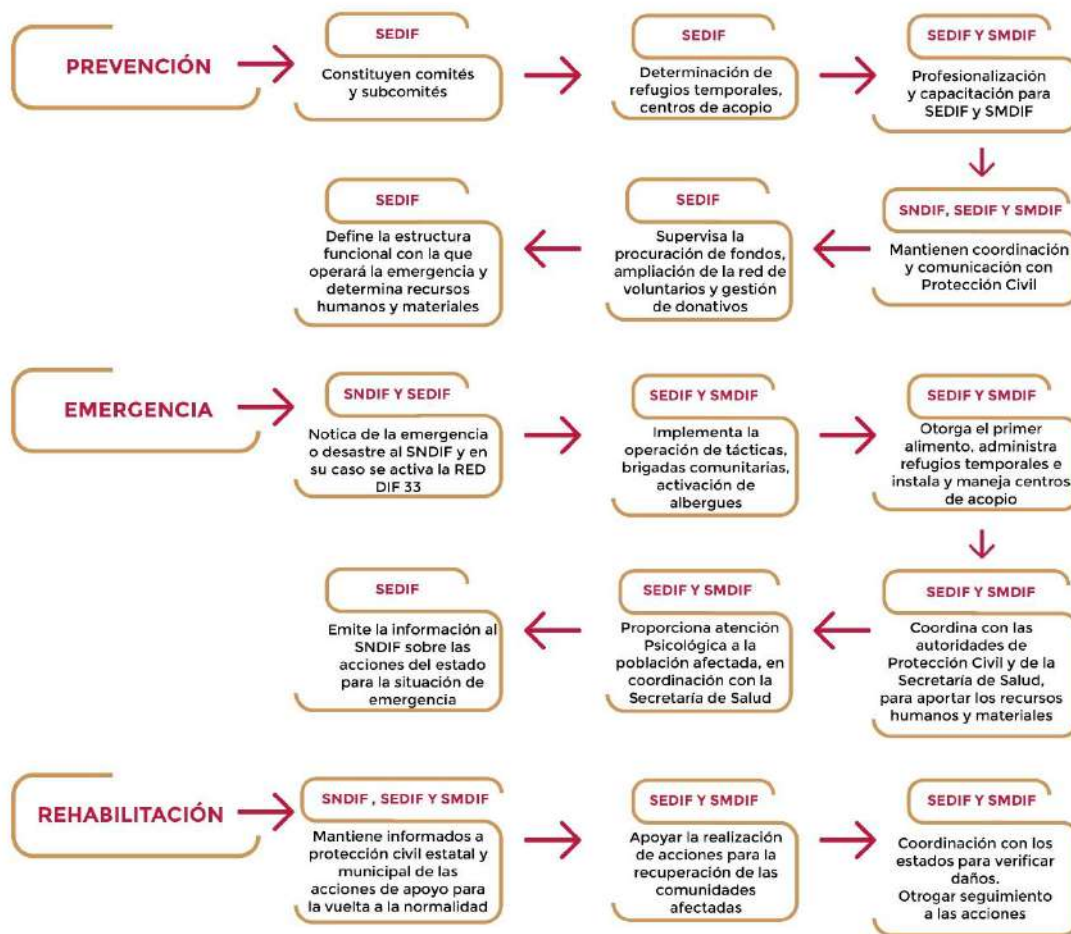 PREVENCIÓN
SEDIF
Constituyen comités
y subcomités
SEDIF
Determinación de
refugios temporales,
centros de acopio
SEDIF Y SMDIF
Profesionalización
y capacitación para
SEDIF y SMDIF
SNDIF, SEDIF Y SMDIF
Mantienen coordinación
y comunicación con
Protección Civil
SEDIF
Supervisa la
procuración de fondos,
ampliación de la red de
voluntarios y gestión
de donativos
SEDIF
Define la estructura
funcional con la que
operará la emergencia y
determina recursos
humanos y materiales
EMERGENCIA
SNDIF Y SEDIF
Notica de la emergencia
o desastre al SNDIF y en
su caso se activa la RED
DIF 33
SEDIF Y SMDIF
Implementa la
operación de tácticas,
brigadas comunitarias,
activación de
albergues
SEDIF Y SMDIF
Otorga el primer
alimento, administra
refugios temporales e
instala y maneja centros
de acopio
SEDIF Y SMDIF
Coordina con las
autoridades de
Protección Civil y de la
Secretaría de Salud,
para aportar los recursos
humanos y materiales
SEDIF Y SMDIF
Proporciona atención
Psicológica a la
población afectada, en
coordinación con la
Secretaría de Salud
SEDIF
Emite la información al
SNDIF sobre las
acciones del estado
para la situación de
emergencia
REHABILITACIÓN
SNDIF , SEDIF Y SMDIF
Mantiene informados a
protección civil estatal y
municipal de las
acciones de apoyo para
la vuelta a la normalidad
SEDIF Y SMDIF
Apoyar la realización
de acciones para la
recuperación de las
comunidades
afectadas
SEDIF Y SMDIF
Coordinación con los
estados para verificar
daños.
Otrogar seguimiento
a las acciones